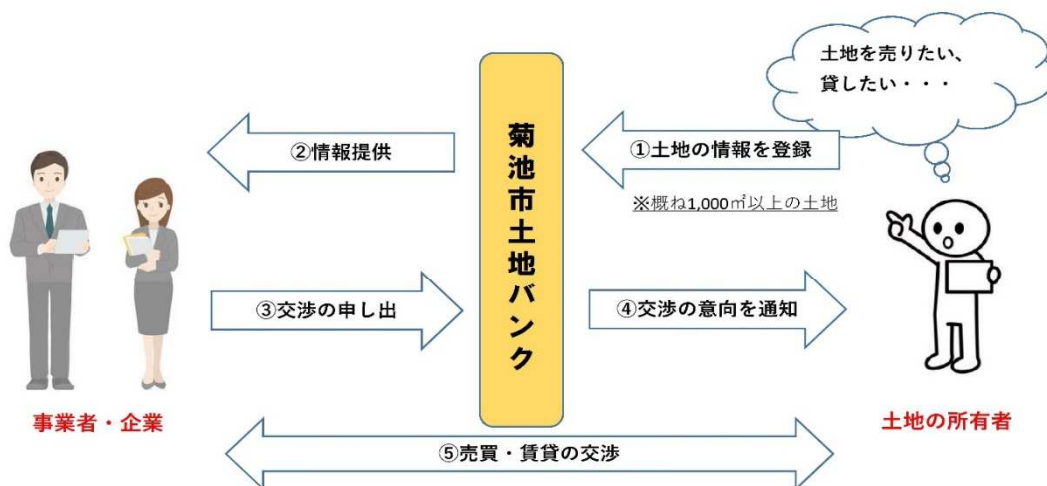 土地を売りたい、
貸したい・・・
菊池市土地バンク
①土地の情報を登録
※概ね1,000㎡以上の土地
②情報提供
③交渉の申し出
④交渉の意向を通知
事業者・企業
土地の所有者
⑤売買・賃貸の交渉